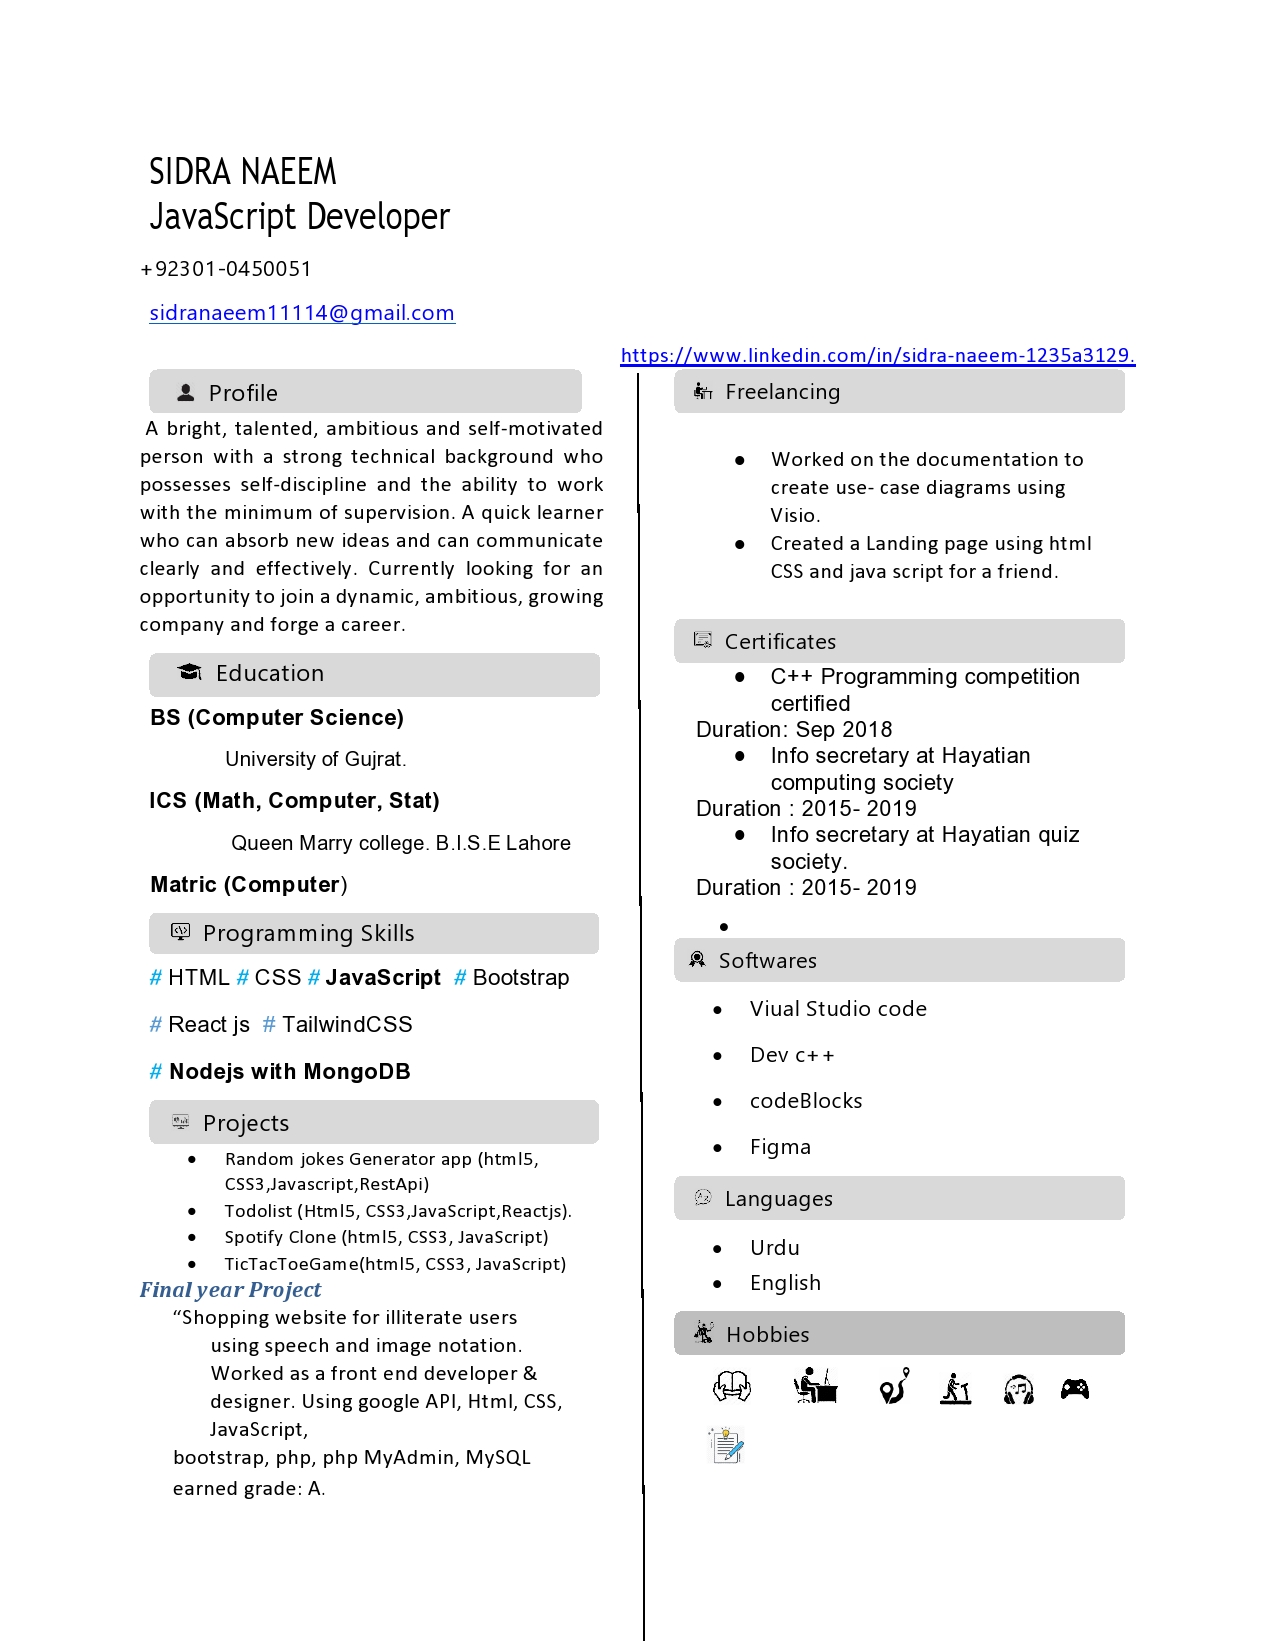 SIDRA NAEEM
JavaScript Developer
+92301-0450051
sidranaeem11114@gmail.com
https://www.linkedin.com/in/sidra-naeem-1235a3129.
Profile
A bright, talented, ambitious and self-motivated
person with a strong technical background who
possesses self-discipline and the ability to work
with the minimum of supervision. A quick learner
who can absorb new ideas and can communicate
clearly and effectively. Currently looking for an
opportunity to join a dynamic, ambitious, growing
company and forge a career.
Education
BS (Computer Science)
University of Gujrat.
ICS (Math, Computer, Stat)
Queen Marry college. B.I.S.E Lahore
Matric (Computer)
Programming Skills
# HTML # CSS # JavaScript # Bootstrap
# React js # TailwindCSS
# Nodejs with MongoDB
Projects
● Random jokes Generator app (html5,
CSS3,Javascript,RestApi)
● Todolist (Html5, CSS3,JavaScript,Reactjs).
● Spotify Clone (html5, CSS3, JavaScript)
● TicTacToeGame(html5, CSS3, JavaScript)
Final year Project
“Shopping website for illiterate users
using speech and image notation.
Worked as a front end developer &
designer. Using google API, Html, CSS,
JavaScript,
bootstrap, php, php MyAdmin, MySQL
earned grade: A.
Freelancing
● Worked on the documentation to
create use- case diagrams using
Visio.
● Created a Landing page using html
CSS and java script for a friend.
Certificates
● C++ Programming competition
certified
Duration: Sep 2018
● Info secretary at Hayatian
computing society
Duration : 2015- 2019
● Info secretary at Hayatian quiz
society.
Duration : 2015- 2019
●
Softwares
● Viual Studio code
● Dev c++
● codeBlocks
● Figma
Languages
● Urdu
● English
Hobbies